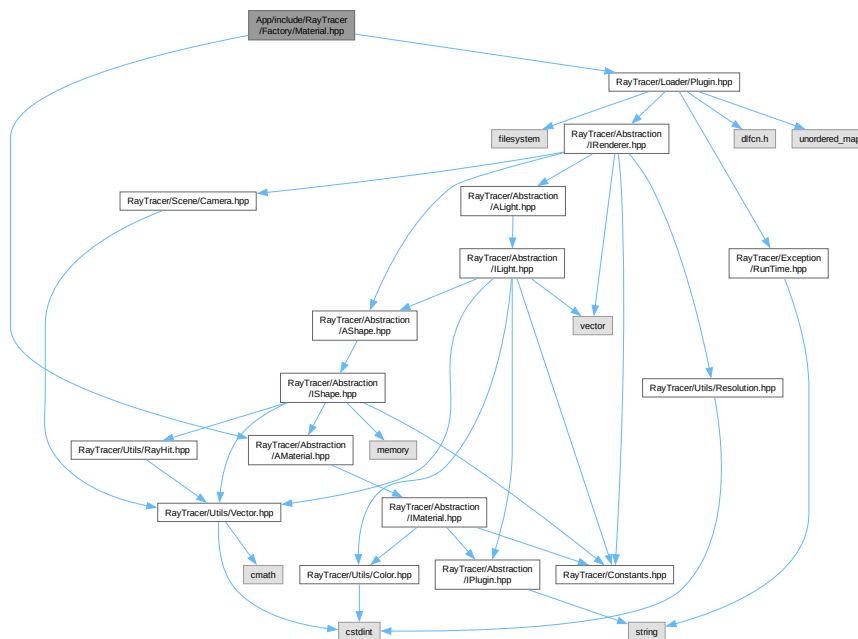 App/include/RayTracer
/Factory/Material.hpp
RayTracer/Loader/Plugin.hpp
filesystem
RayTracer/Abstraction
/IRenderer.hpp
dlfcn.h
unordered_map
RayTracer/Scene/Camera.hpp
RayTracer/Abstraction
/ALight.hpp
RayTracer/Abstraction
/ILight.hpp
RayTracer/Exception
/RunTime.hpp
RayTracer/Abstraction
/AShape.hpp
vector
RayTracer/Abstraction
/IShape.hpp
RayTracer/Utils/Resolution.hpp
RayTracer/Utils/RayHit.hpp
RayTracer/Abstraction
/AMaterial.hpp
memory
RayTracer/Utils/Vector.hpp
RayTracer/Abstraction
/IMaterial.hpp
cmath
RayTracer/Utils/Color.hpp
RayTracer/Abstraction
/IPlugin.hpp
RayTracer/Constants.hpp
cstdint
string